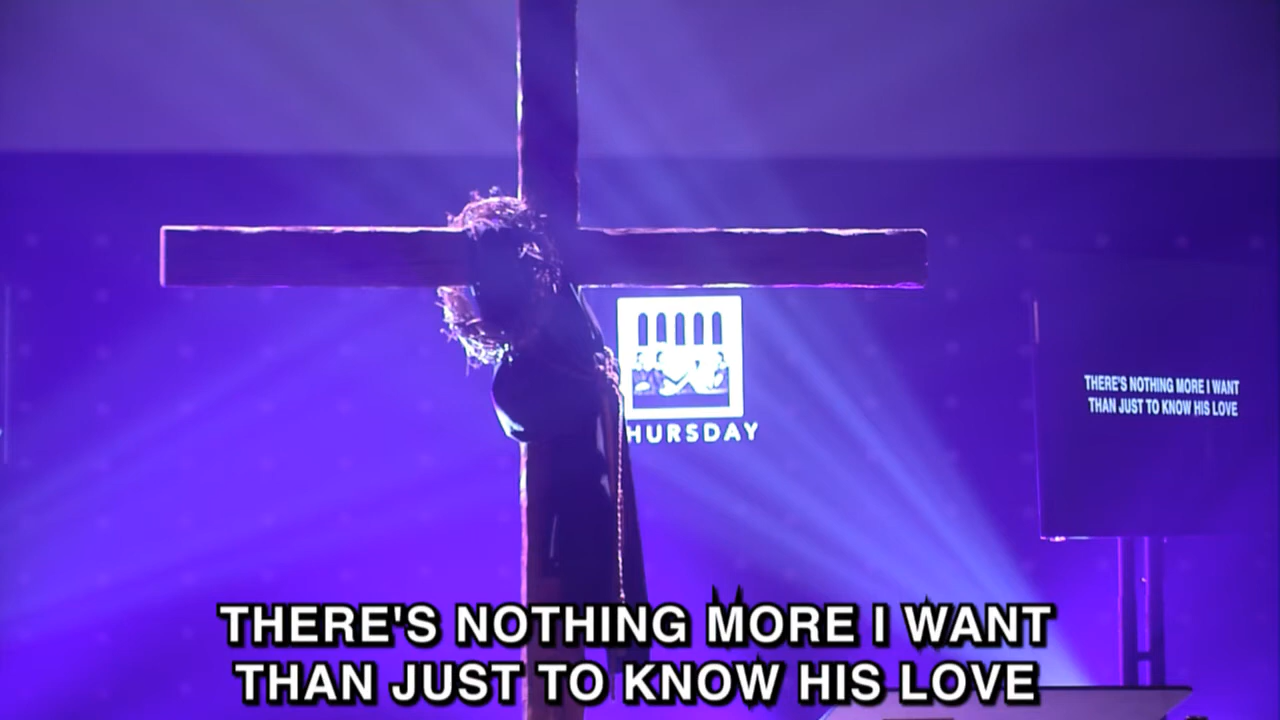 HURSDAY
THERE'S NOTHING MORE I WANT
THAN JUST TO KNOW HIS LOVE
THERE'S NOTHING MORE I WANT
THAN JUST TO KNOW HIS LOVE